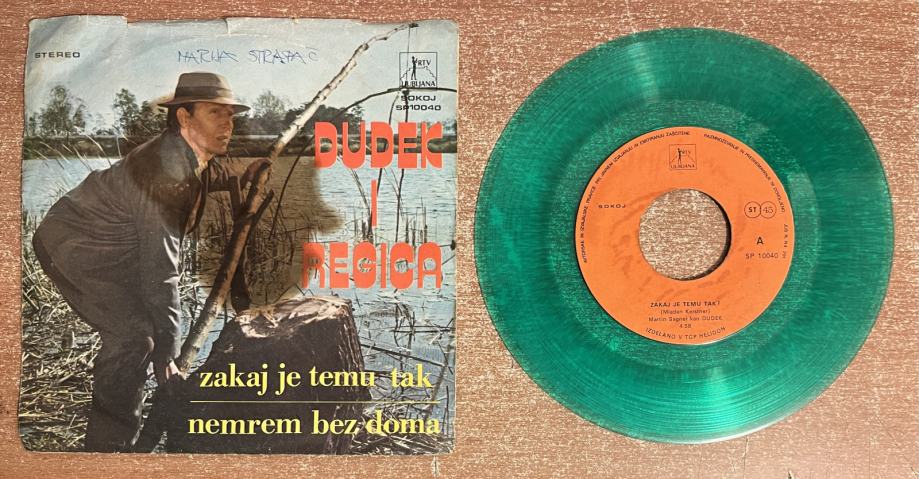 STEREO
MARIJA STRAPAČ
RTV
LJUBLJANA
SOKOJ
SP10040
DUDEK
I
REGICA
zakaj je temu tak
nemrem bez doma
RTV
LJUBLJANA
SOKOJ
ST 45
A
SP 10040
ZAKAJ JE TEMU TAK?
(Mladen Kerstner)
Martin Sagner kao DUDEK
4:58
IZDELANO V TGP HELIDON